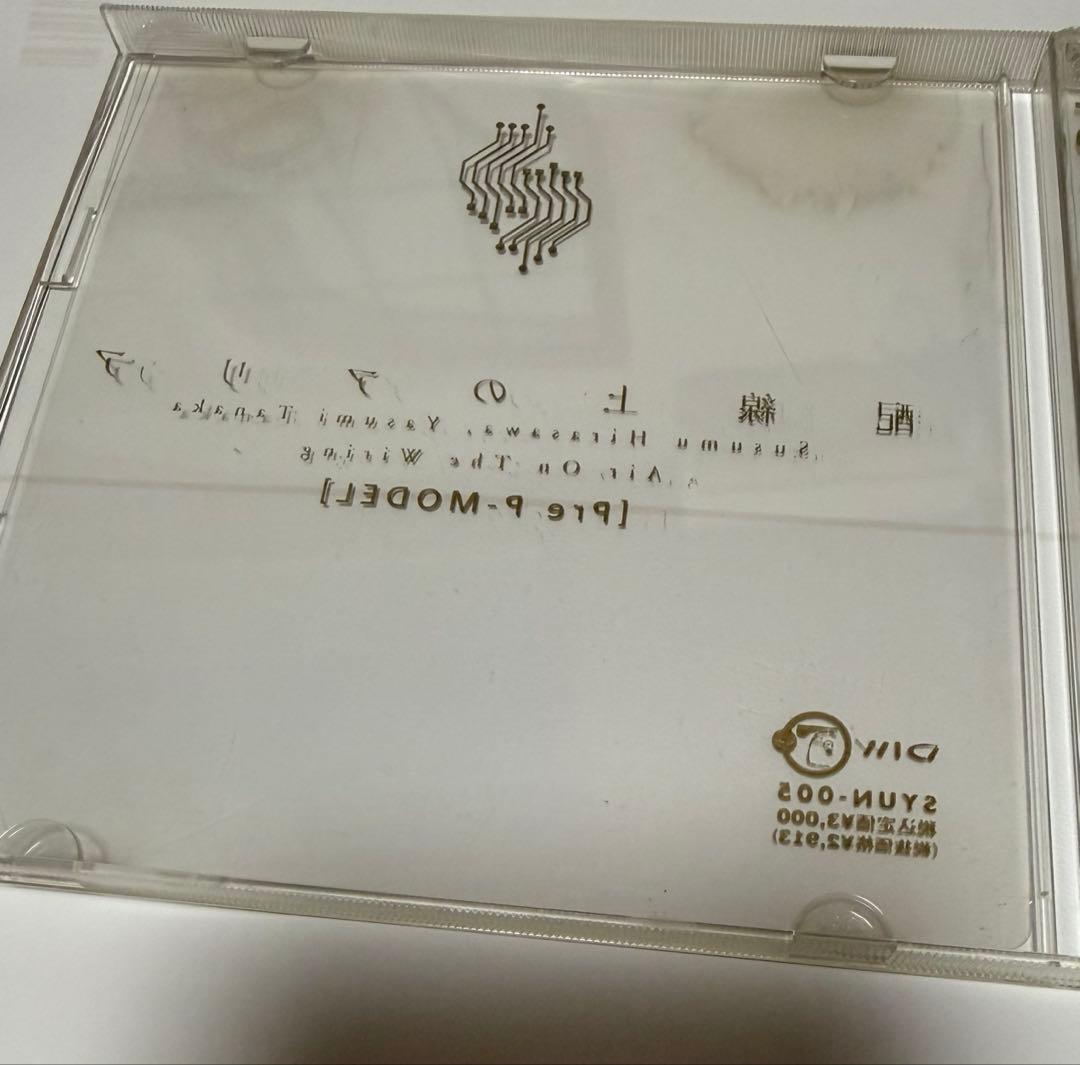 配線上のアリア
Susumu Hirasawa, Yasumi Tanaka
's Air On The Wiring
[Pre P-MODEL]
DIW
SYUN-005
税込定価¥3,000
(税抜価格¥2,913)